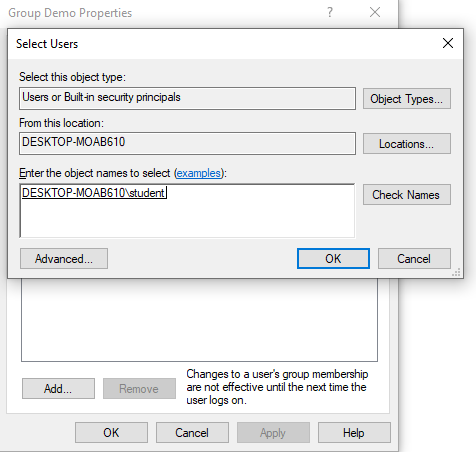 Group Demo Properties
?
Select Users
Select this object type:
Users or Built-in security principals
Object Types...
From this location:
DESKTOP-MOAB610
Locations...
Enter the object names to select (examples):
DESKTOP-MOAB610\student
Check Names
Advanced...
OK
Cancel
Add...
Remove
Changes to a user's group membership
are not effective until the next time the
user logs on.
OK
Cancel
Apply
Help